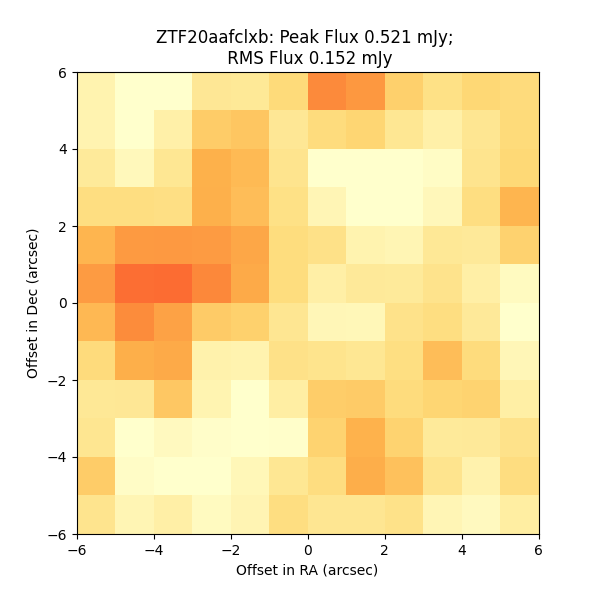 ZTF20aafclxb: Peak Flux 0.521 mJy;
RMS Flux 0.152 mJy
6
4
2
0
−2
−4
−6
Offset in Dec (arcsec)
−6 −4 −2 0 2 4 6
Offset in RA (arcsec)